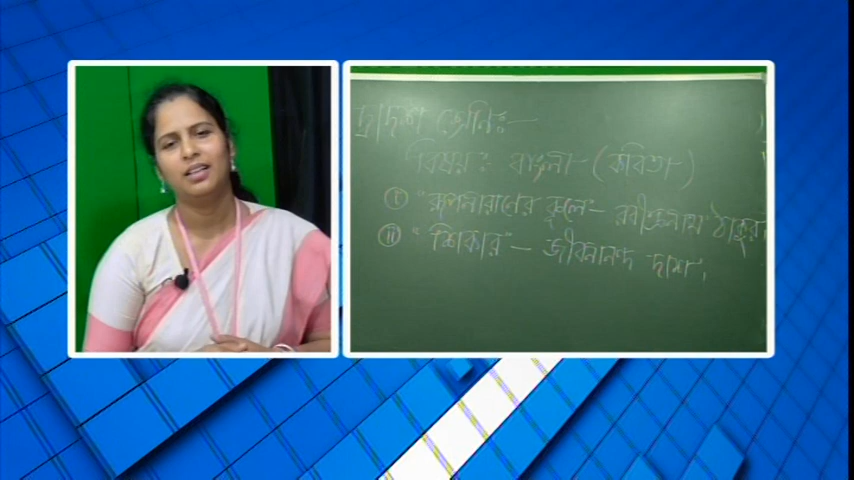 দ্বাদশ শ্রেণি:-
বিষয়: বাংলা (কবিতা)
(i) "রূপনারানের কূলে- রবীন্দ্রনাথ ঠাকুর।
(ii) "শিকার" - জীবনানন্দ দাশ।